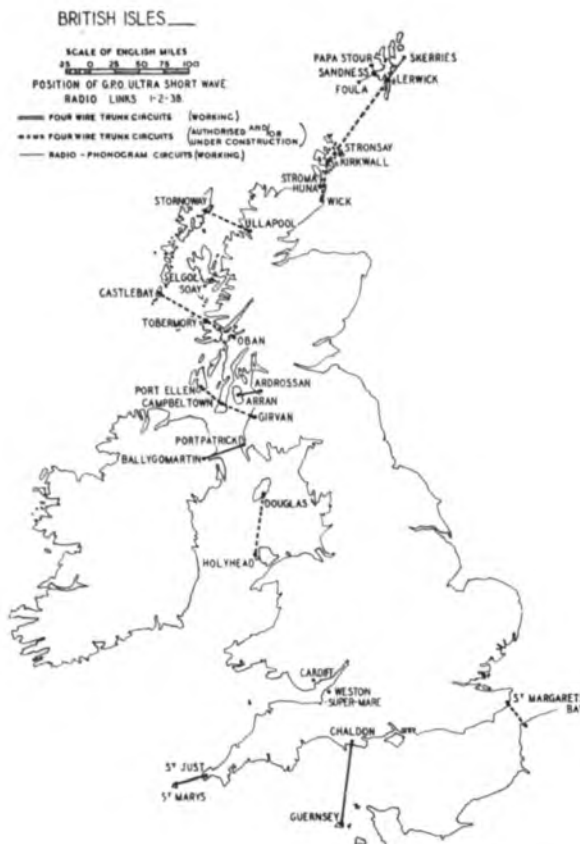 BRITISH ISLES
SCALE OF ENGLISH MILES
25 0 25 50 75 100
POSITION OF G.P.O. ULTRA SHORT WAVE
RADIO LINKS 1-2-38.
FOUR WIRE TRUNK CIRCUITS (WORKING)
FOUR WIRE TRUNK CIRCUITS (AUTHORISED AND/OR UNDER CONSTRUCTION)
RADIO-PHONOGRAM CIRCUITS (WORKING)
PAPA STOUR
SKERRIES
SANDNESS
LERWICK
FOULA
STRONSAY
KIRKWALL
STROMA
HUNA
WICK
STORNOWAY
ULLAPOOL
SOAY
CASTLEBAY
TOBERMORY
OBAN
ARDROSSAN
PORT ELLEN
ARRAN
CAMPBELTOWN
GIRVAN
PORTPATRICK
BALLYGOMARTIN
DOUGLAS
HOLYHEAD
CARDIFF
WESTON
SUPER-MARE
ST MARGARET
BA
CHALDON
ST JUST
ST MARYS
GUERNSEY